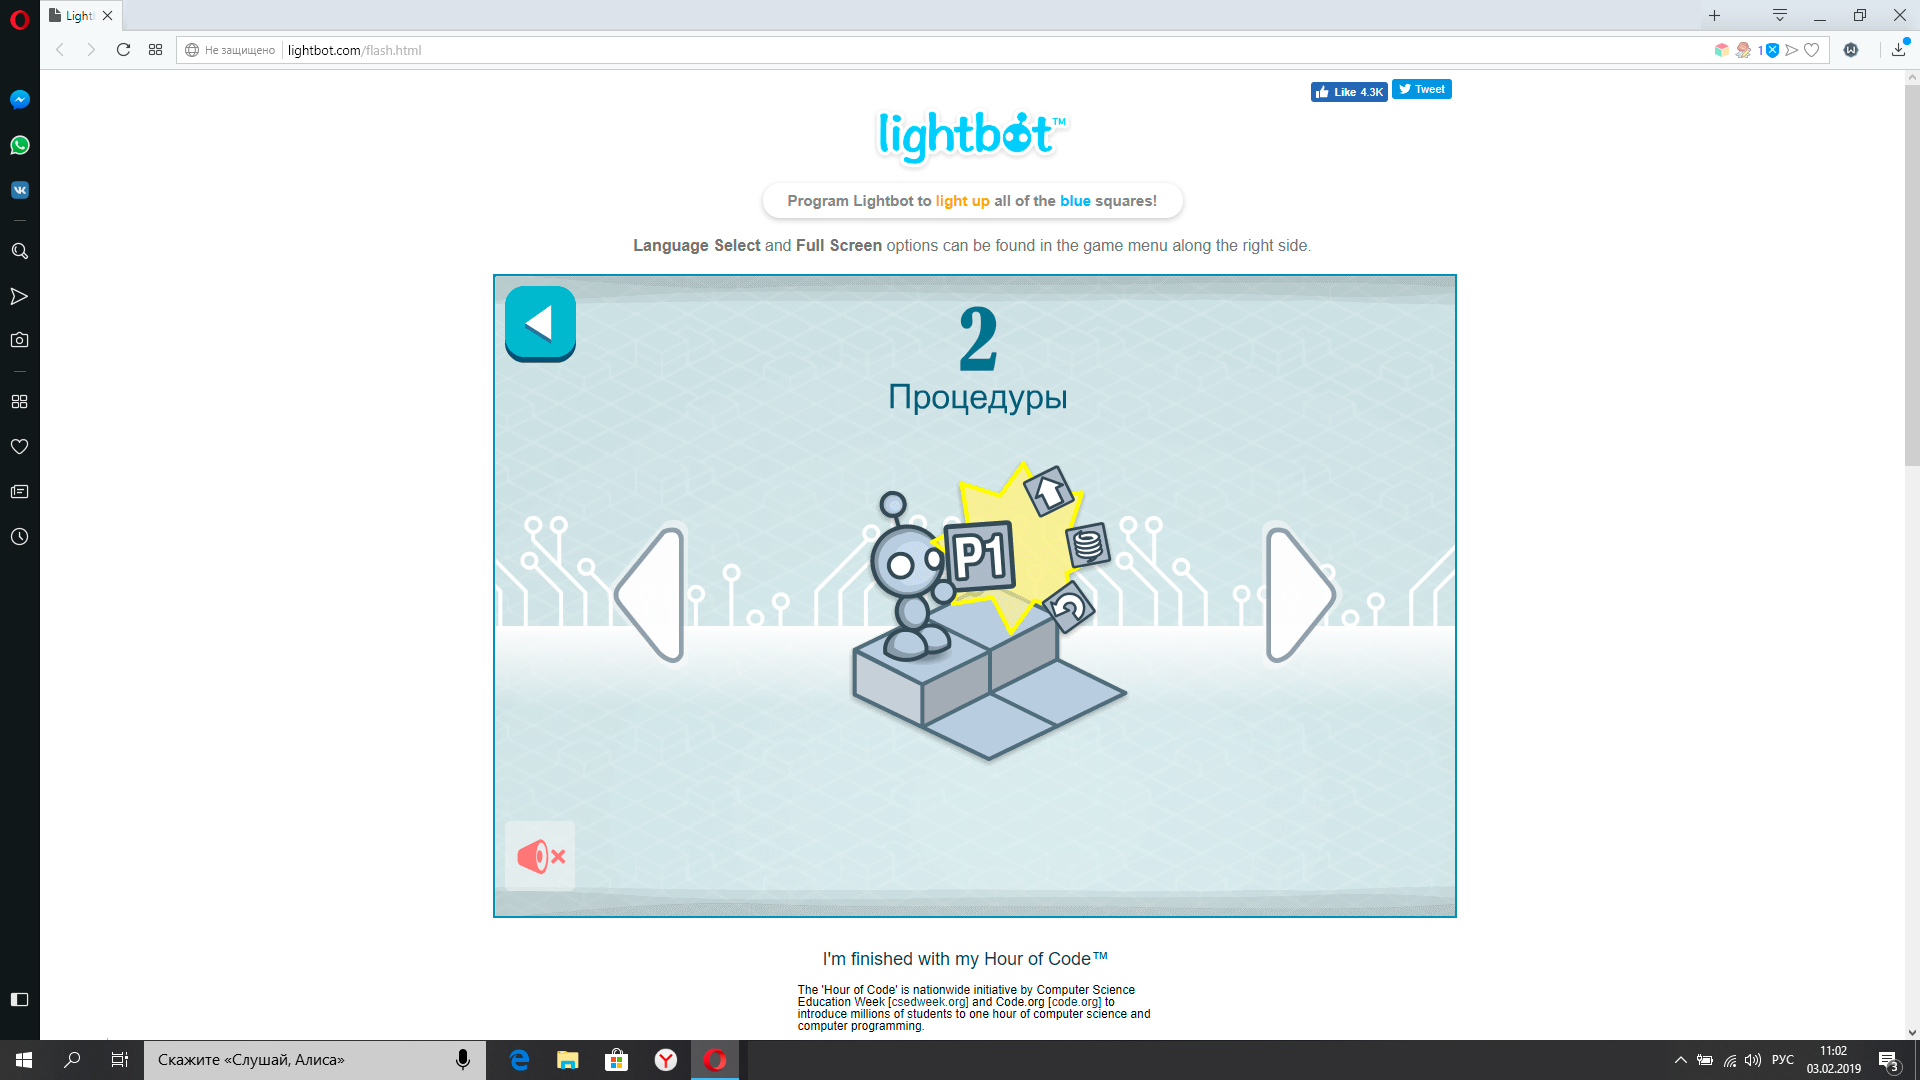 Light
Не защищено
lightbot.com/flash.html
1
Like 4.3K
Tweet
lightbot™
Program Lightbot to light up all of the blue squares!
Language Select and Full Screen options can be found in the game menu along the right side.
2
Процедуры
P1
I'm finished with my Hour of Code™
The 'Hour of Code' is nationwide initiative by Computer Science
Education Week [csedweek.org] and Code.org [code.org] to
introduce millions of students to one hour of computer science and
computer programming.
Скажите «Слушай, Алиса»
РУС
11:02
03.02.2019
3